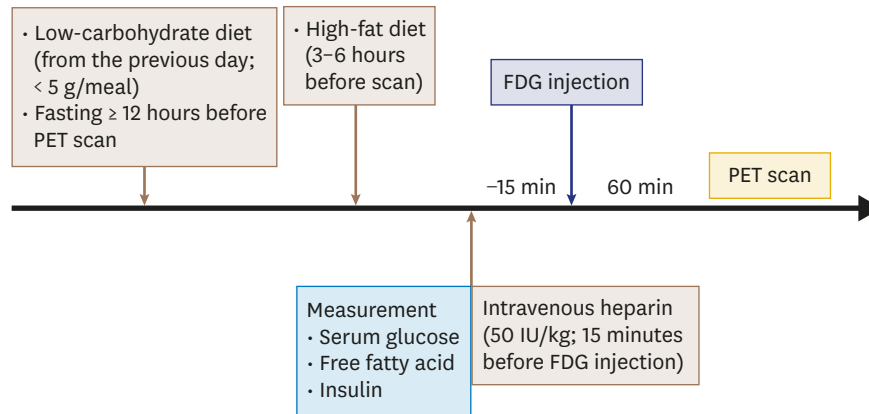 • Low-carbohydrate diet
(from the previous day;
< 5 g/meal)
• Fasting ≥ 12 hours before
PET scan
• High-fat diet
(3–6 hours
before scan)
FDG injection
–15 min
60 min
PET scan
Measurement
• Serum glucose
• Free fatty acid
• Insulin
Intravenous heparin
(50 IU/kg; 15 minutes
before FDG injection)